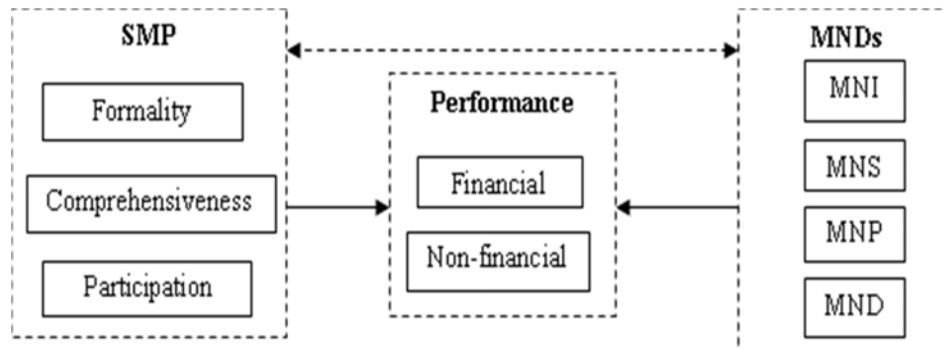 SMP
Formality
Comprehensiveness
Participation
Performance
Financial
Non-financial
MNDs
MNI
MNS
MNP
MND